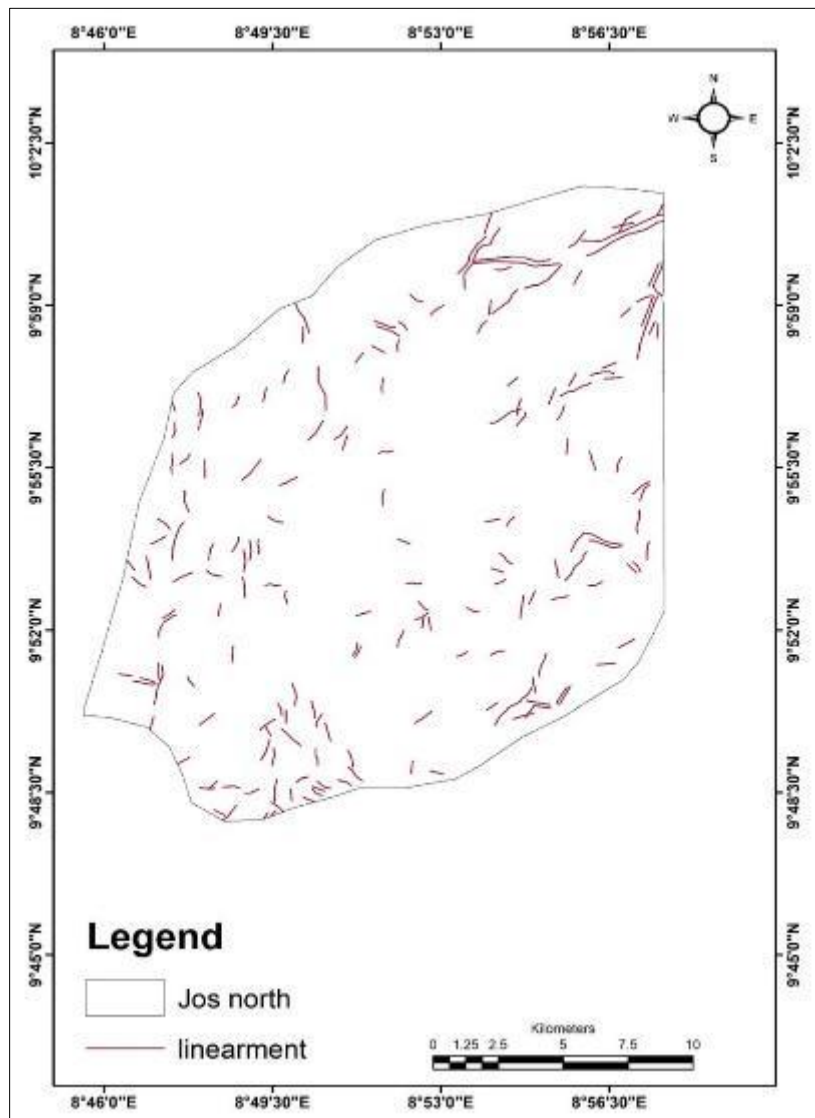 8°46'0"E 8°49'30"E 8°53'0"E 8°56'30"E
N
W E
S
10°2'30"N 10°2'30"N
9°59'0"N 9°59'0"N
9°55'30"N 9°55'30"N
9°52'0"N 9°52'0"N
9°48'30"N 9°48'30"N
9°45'0"N 9°45'0"N
Legend
Jos north
linearment
Kilometers
0 1.25 2.5 5 7.5 10
8°46'0"E 8°49'30"E 8°53'0"E 8°56'30"E